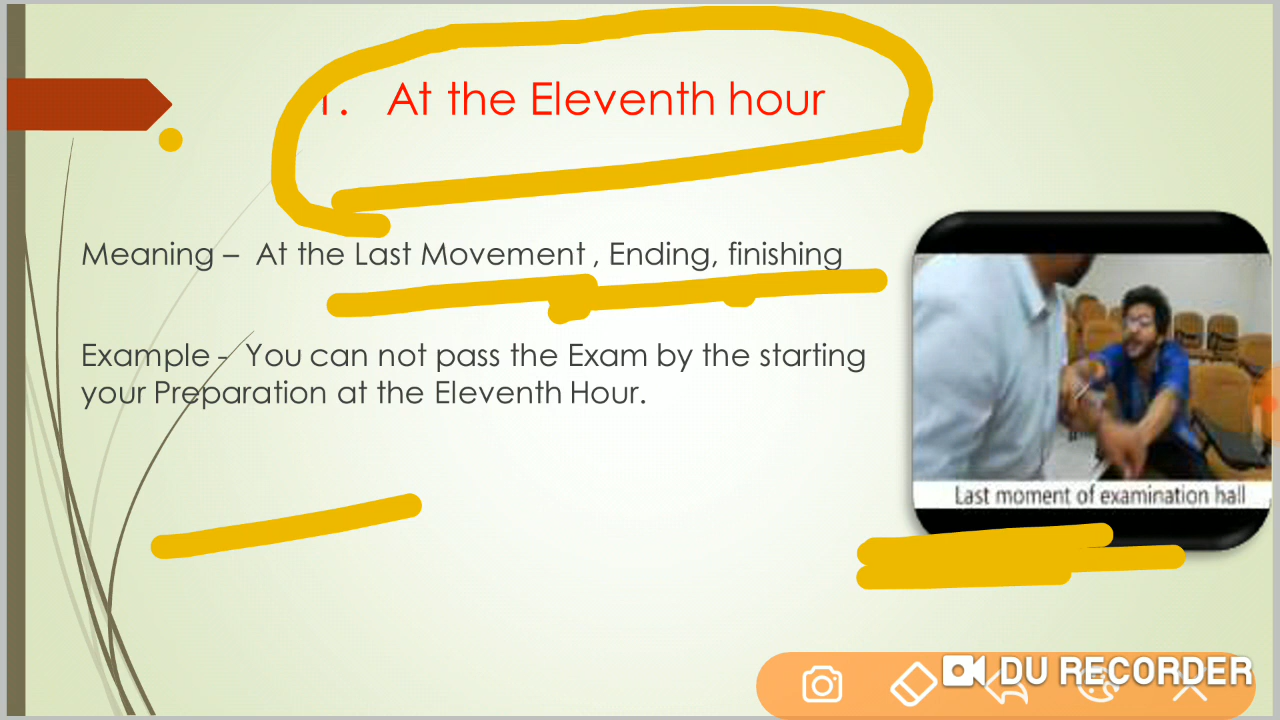 1. At the Eleventh hour
Meaning – At the Last Movement , Ending, finishing
Example - You can not pass the Exam by the starting
your Preparation at the Eleventh Hour.
Last moment of examination hall
DU RECORDER